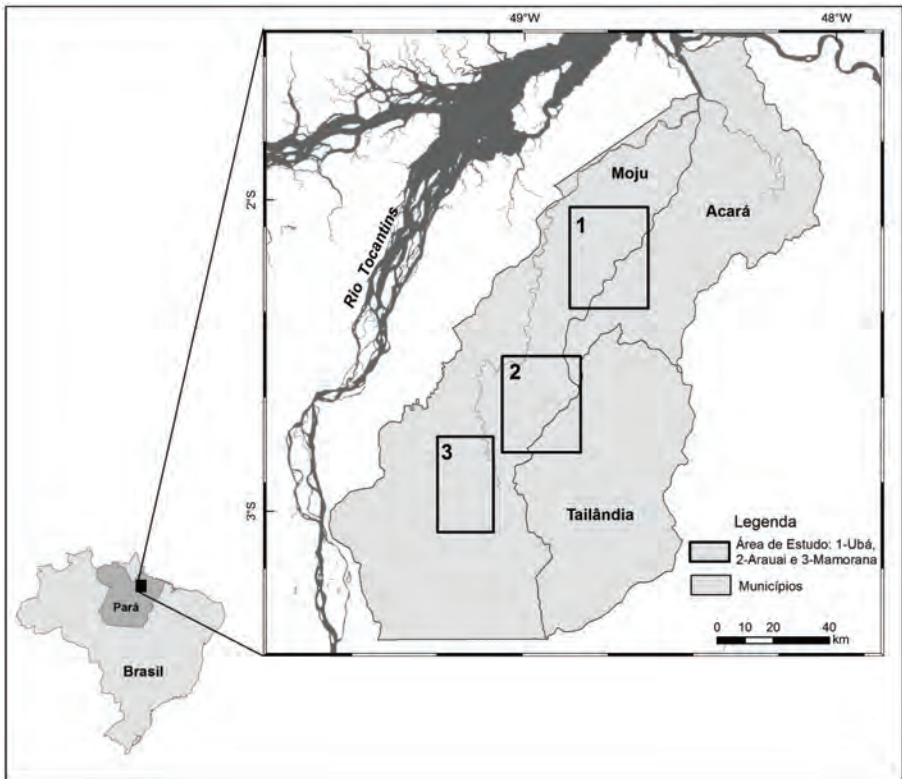 49°W
48°W
2°S
3°S
Rio Tocantins
Moju
Acará
1
2
3
Tailândia
Legenda
Área de Estudo: 1-Ubá,
2-Arauai e 3-Mamorana
Municípios
0 10 20 40
km
Pará
Brasil